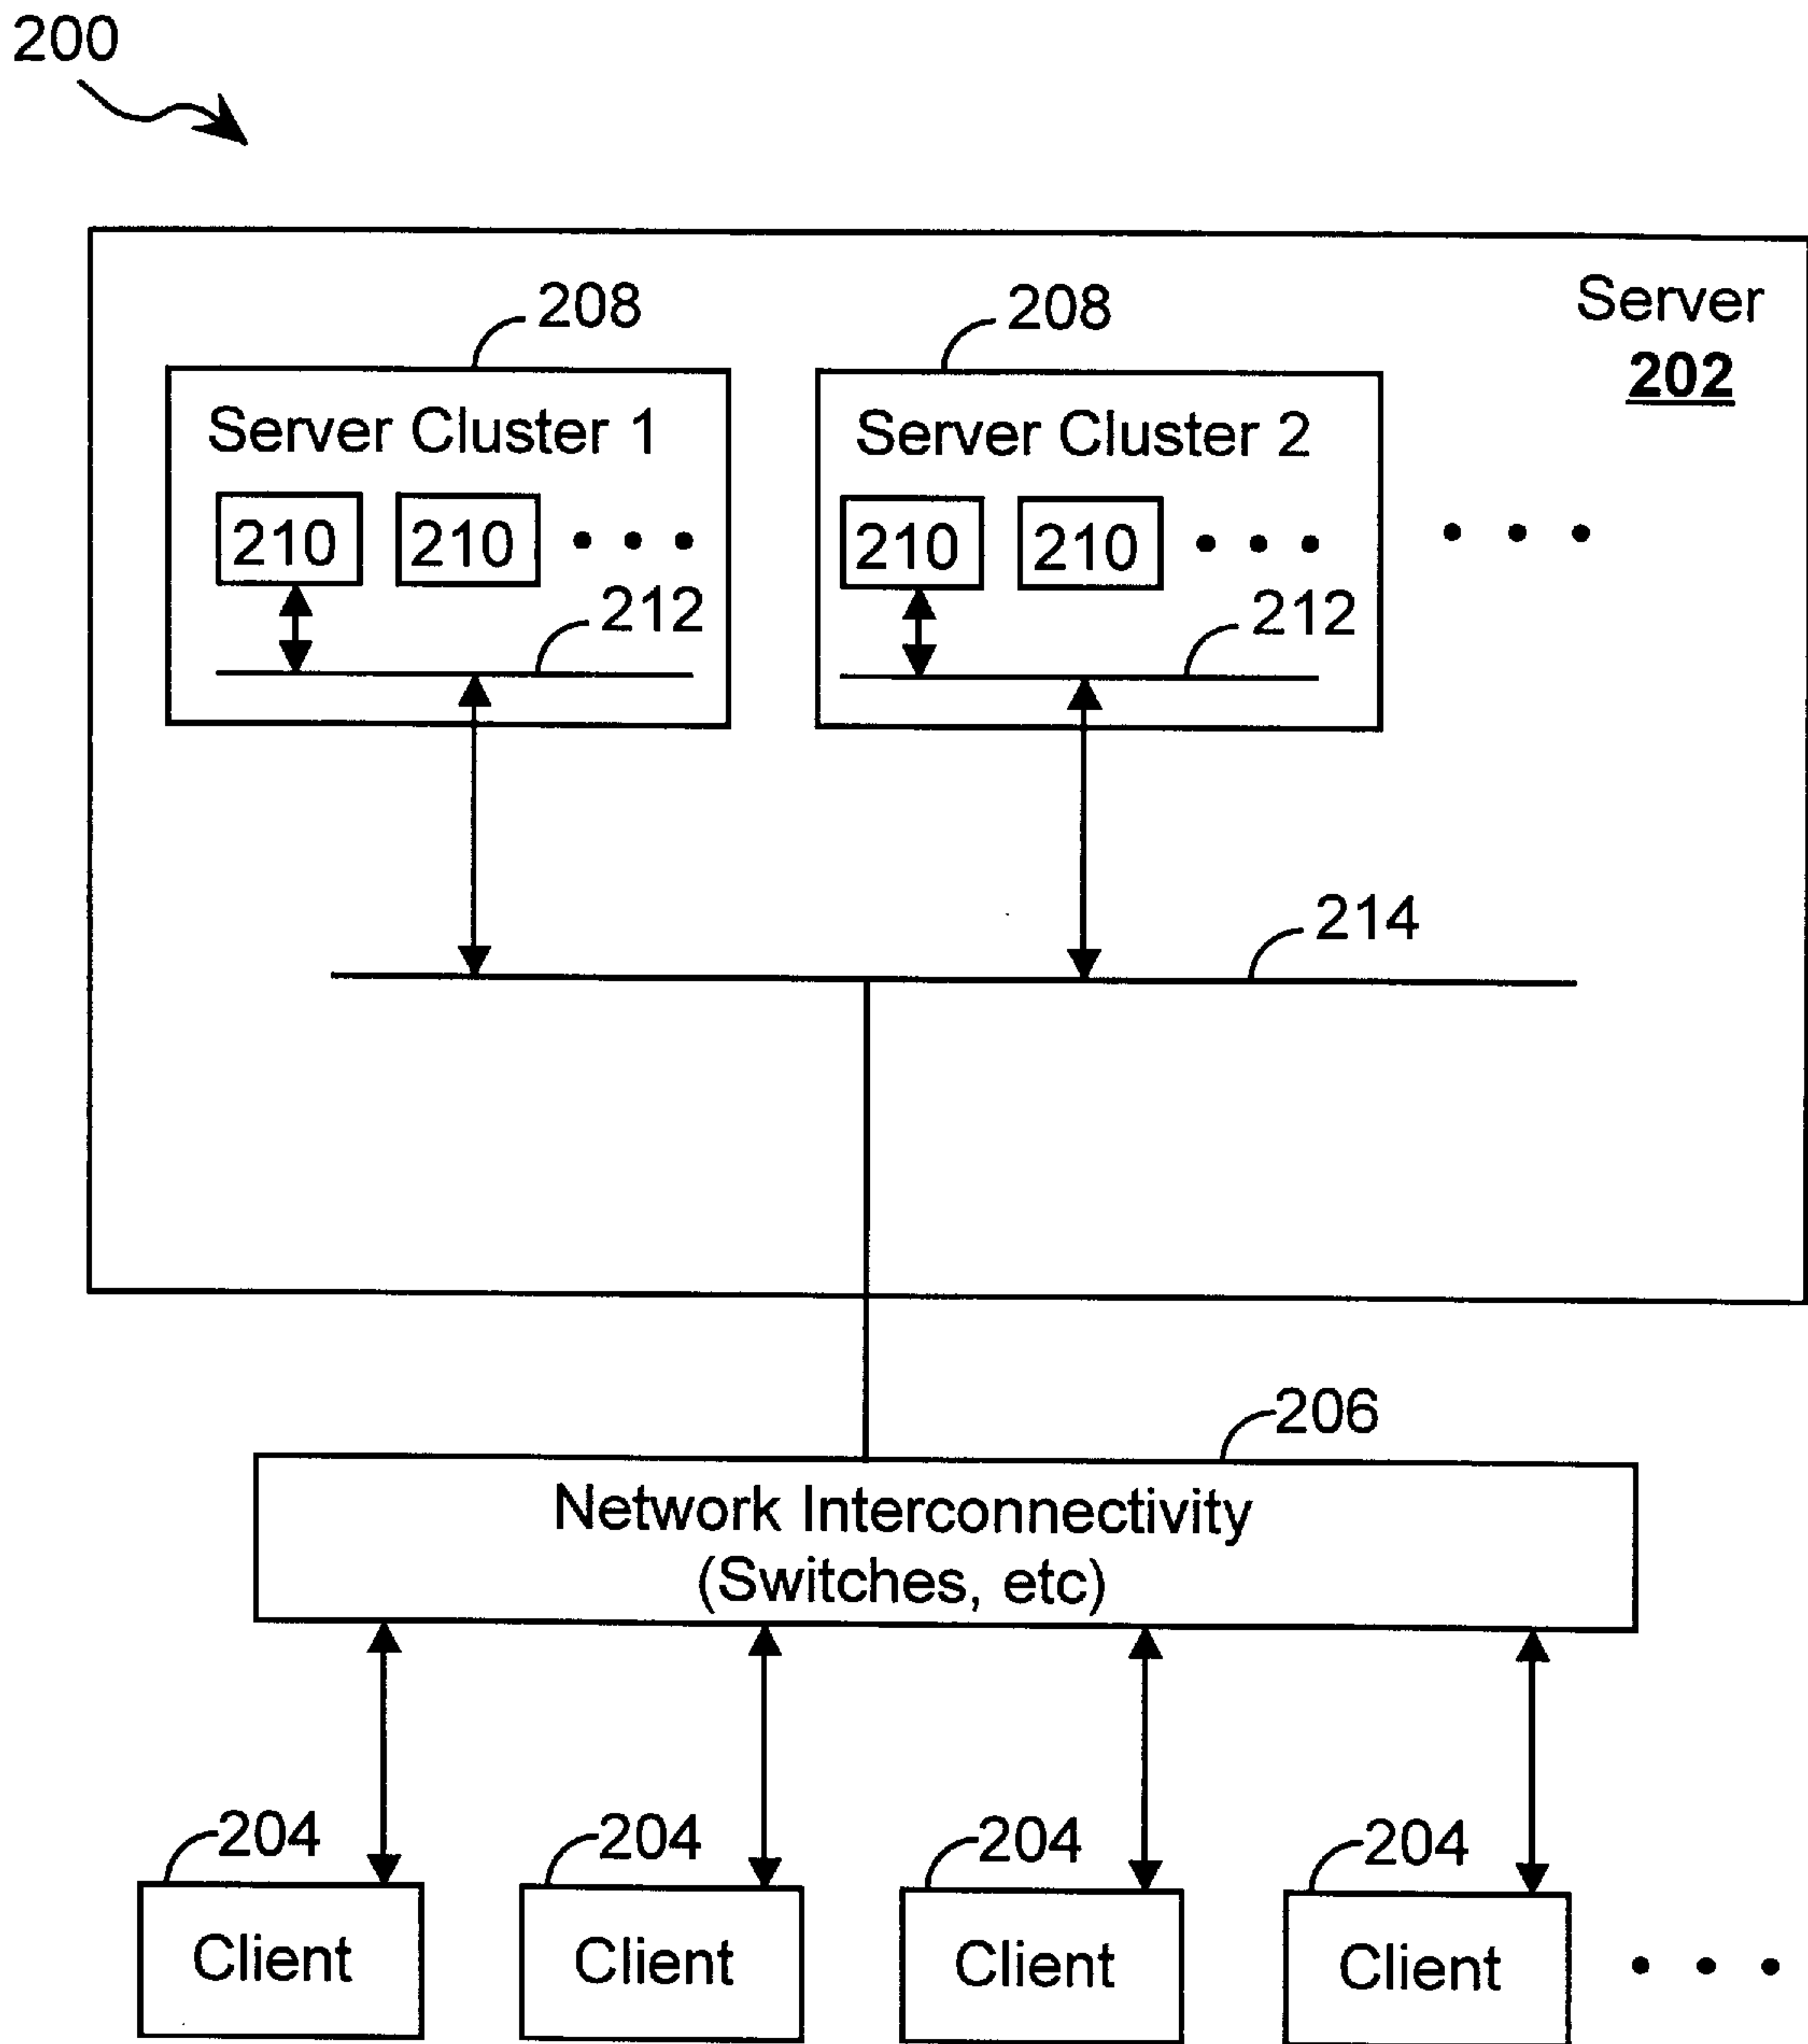 200
208
208
Server
202
Server Cluster 1
Server Cluster 2
210
210
210
210
212
212
214
206
Network Interconnectivity
(Switches, etc)
204
204
204
204
Client
Client
Client
Client